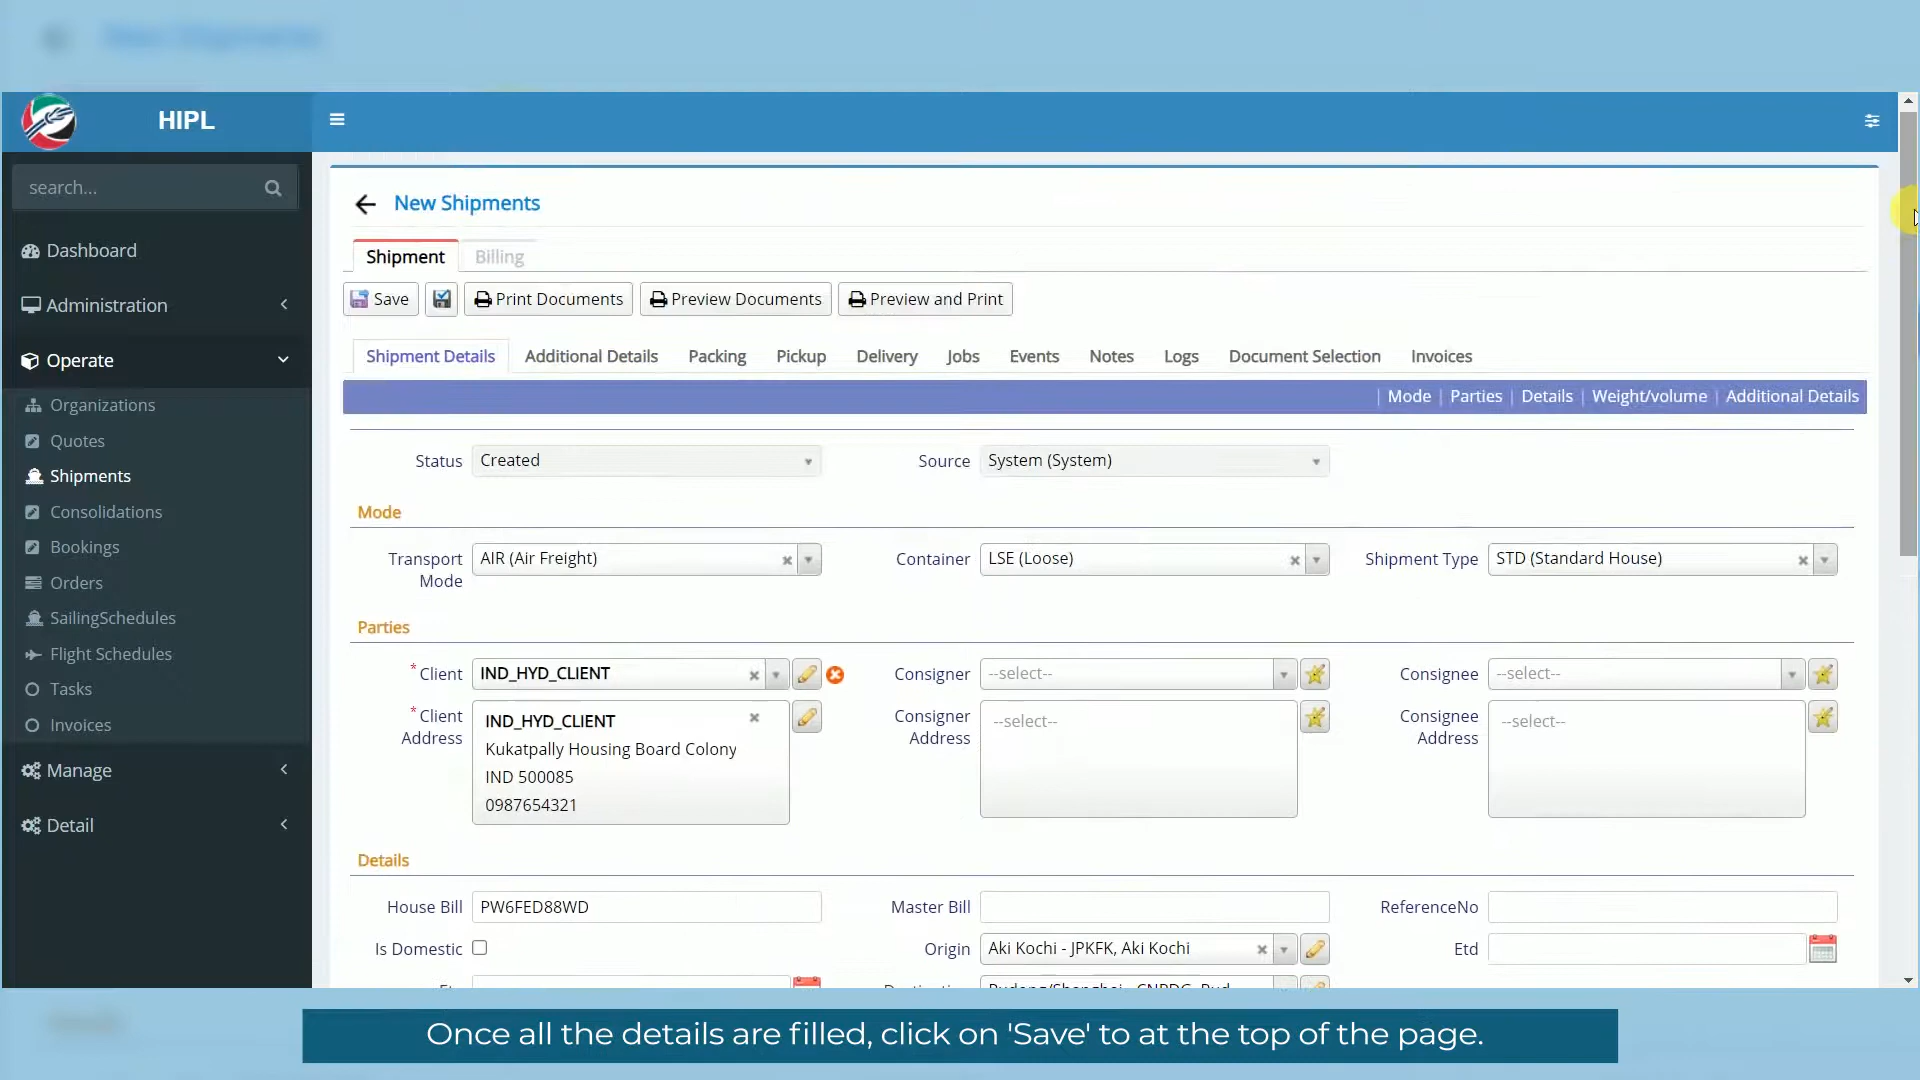 New Shipments
HIPL
search...
Dashboard
Administration
Operate
Organizations
Quotes
Shipments
Consolidations
Bookings
Orders
SailingSchedules
Flight Schedules
Tasks
Invoices
Manage
Detail
New Shipments
Shipment Billing
Save Print Documents Preview Documents Preview and Print
Shipment Details Additional Details Packing Pickup Delivery Jobs Events Notes Logs Document Selection Invoices
| Mode | Parties | Details | Weight/volume | Additional Details
Status Created Source System (System)
Mode
Transport Mode AIR (Air Freight) Container LSE (Loose) Shipment Type STD (Standard House)
Parties
* Client IND_HYD_CLIENT Consigner --select-- Consignee --select--
* Client Address IND_HYD_CLIENT Consigner Address --select-- Consignee Address --select--
Kukatpally Housing Board Colony
IND 500085
0987654321
Details
House Bill PW6FED88WD Master Bill ReferenceNo
Is Domestic Origin Aki Kochi - JPKFK, Aki Kochi Etd
Once all the details are filled, click on 'Save' to at the top of the page.